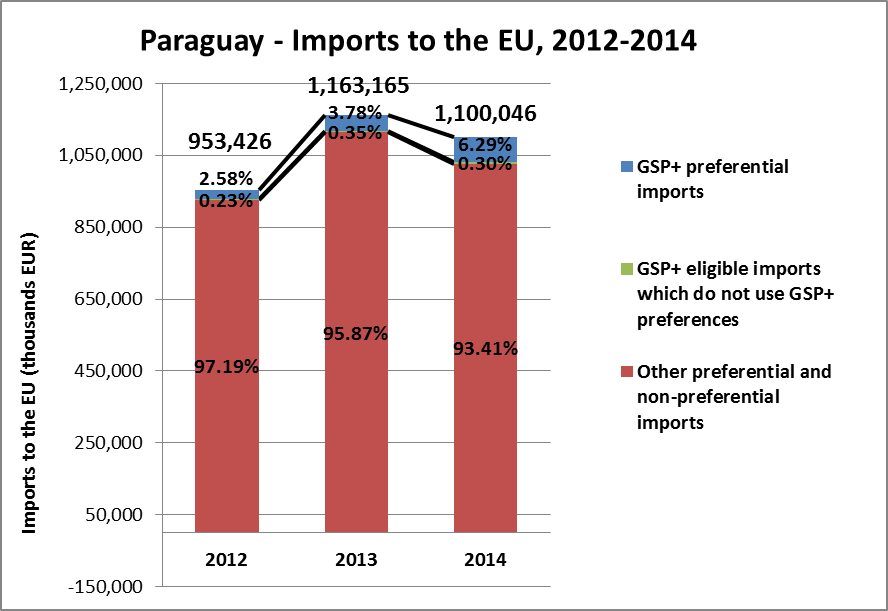 Paraguay - Imports to the EU, 2012-2014
Imports to the EU (thousands EUR)
1,250,000
1,050,000
850,000
650,000
450,000
250,000
50,000
-150,000
953,426
2.58%
0.23%
97.19%
1,163,165
3.78%
0.35%
95.87%
1,100,046
6.29%
0.30%
93.41%
2012
2013
2014
GSP+ preferential
imports
GSP+ eligible imports
which do not use GSP+
preferences
Other preferential and
non-preferential
imports